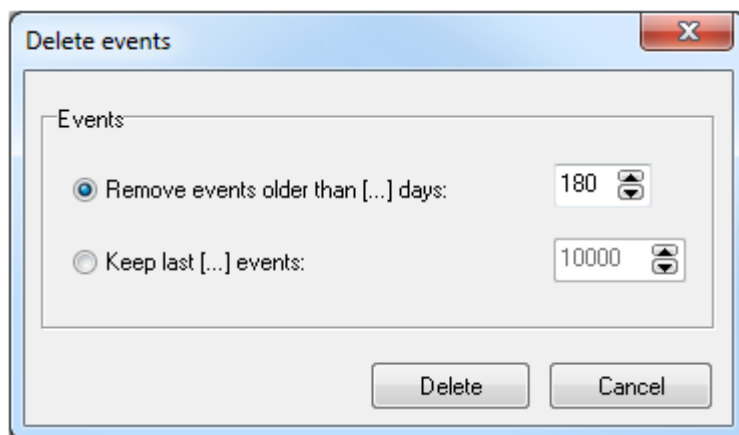 Delete events
Events
Remove events older than [...] days: 180
Keep last [...] events: 10000
Delete Cancel